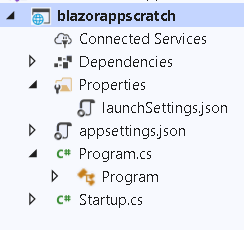 blazorappscratch
Connected Services
Dependencies
Properties
launchSettings.json
appsettings.json
C# Program.cs
Program
C# Startup.cs